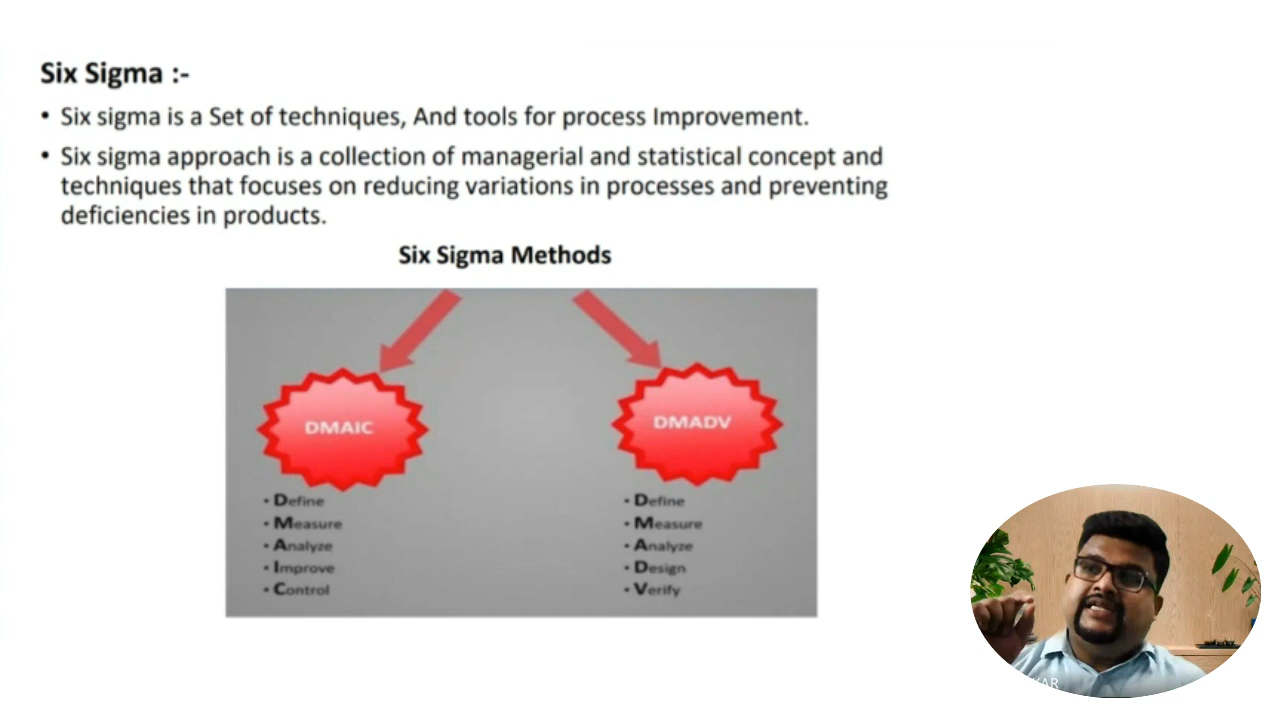 Six Sigma :-
• Six sigma is a Set of techniques, And tools for process Improvement.
• Six sigma approach is a collection of managerial and statistical concept and
techniques that focuses on reducing variations in processes and preventing
deficiencies in products.
Six Sigma Methods
DMAIC
• Define
• Measure
• Analyze
• Improve
• Control
DMADV
• Define
• Measure
• Analyze
• Design
• Verify